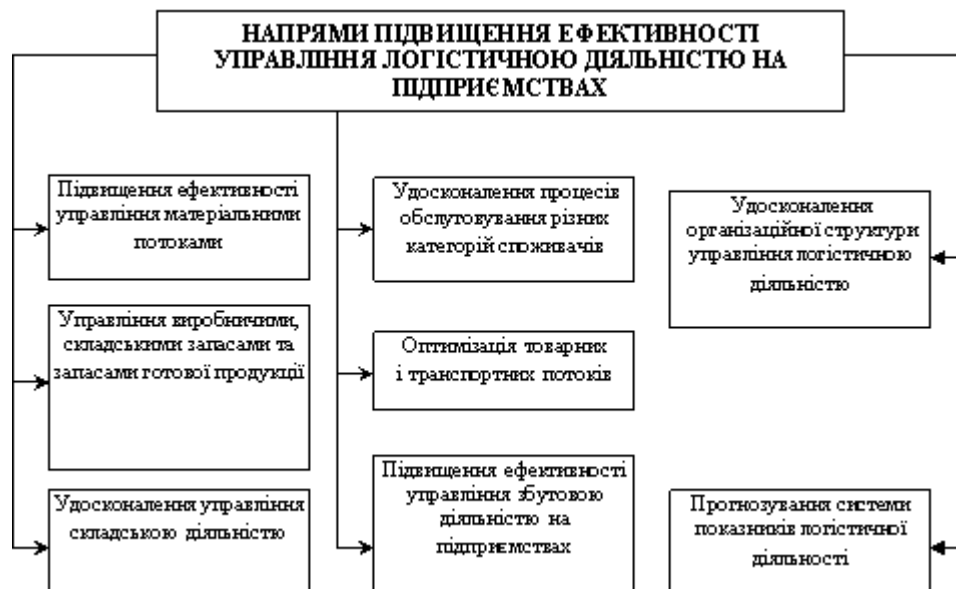 НАПРЯМИ ПІДВИЩЕННЯ ЕФЕКТИВНОСТІ
УПРАВЛІННЯ ЛОГІСТИЧНОЮ ДІЯЛЬНІСТЮ НА
ПІДПРИЄМСТВАХ
Підвищення ефективності
управління матеріальними
потоками
Управління виробничими,
складськими запасами та
запасами готової продукції
Удосконалення управління
складською діяльністю
Удосконалення процесів
обслутовування різних
категорій споживачів
Оптимізація товарних
і транспортних потоків
Підвищення ефективності
управління збутовою
діяльністю на
підприємствах
Удосконалення
організаційної структури
управління логістичною
діяльністю
Прогнозування системи
показників логістичної
діяльності